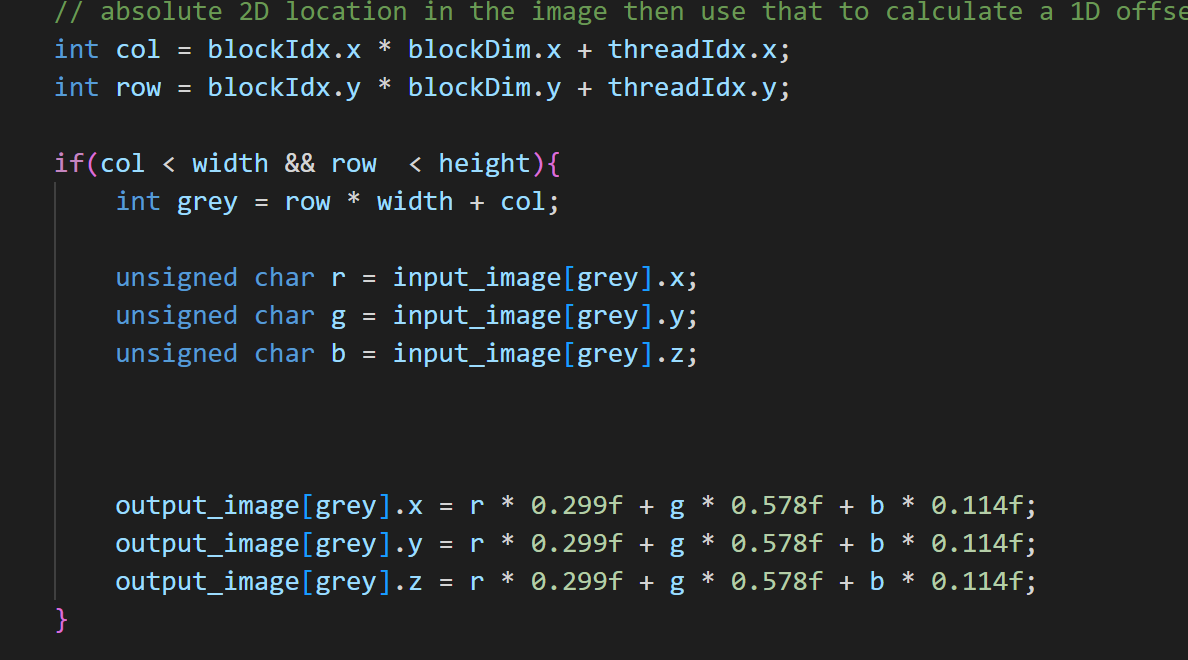 // absolute 2D location in the image then use that to calculate a 1D offse
int col = blockIdx.x * blockDim.x + threadIdx.x;
int row = blockIdx.y * blockDim.y + threadIdx.y;
if(col < width && row  < height){
int grey = row * width + col;
unsigned char r = input_image[grey].x;
unsigned char g = input_image[grey].y;
unsigned char b = input_image[grey].z;
output_image[grey].x = r * 0.299f + g * 0.578f + b * 0.114f;
output_image[grey].y = r * 0.299f + g * 0.578f + b * 0.114f;
output_image[grey].z = r * 0.299f + g * 0.578f + b * 0.114f;
}